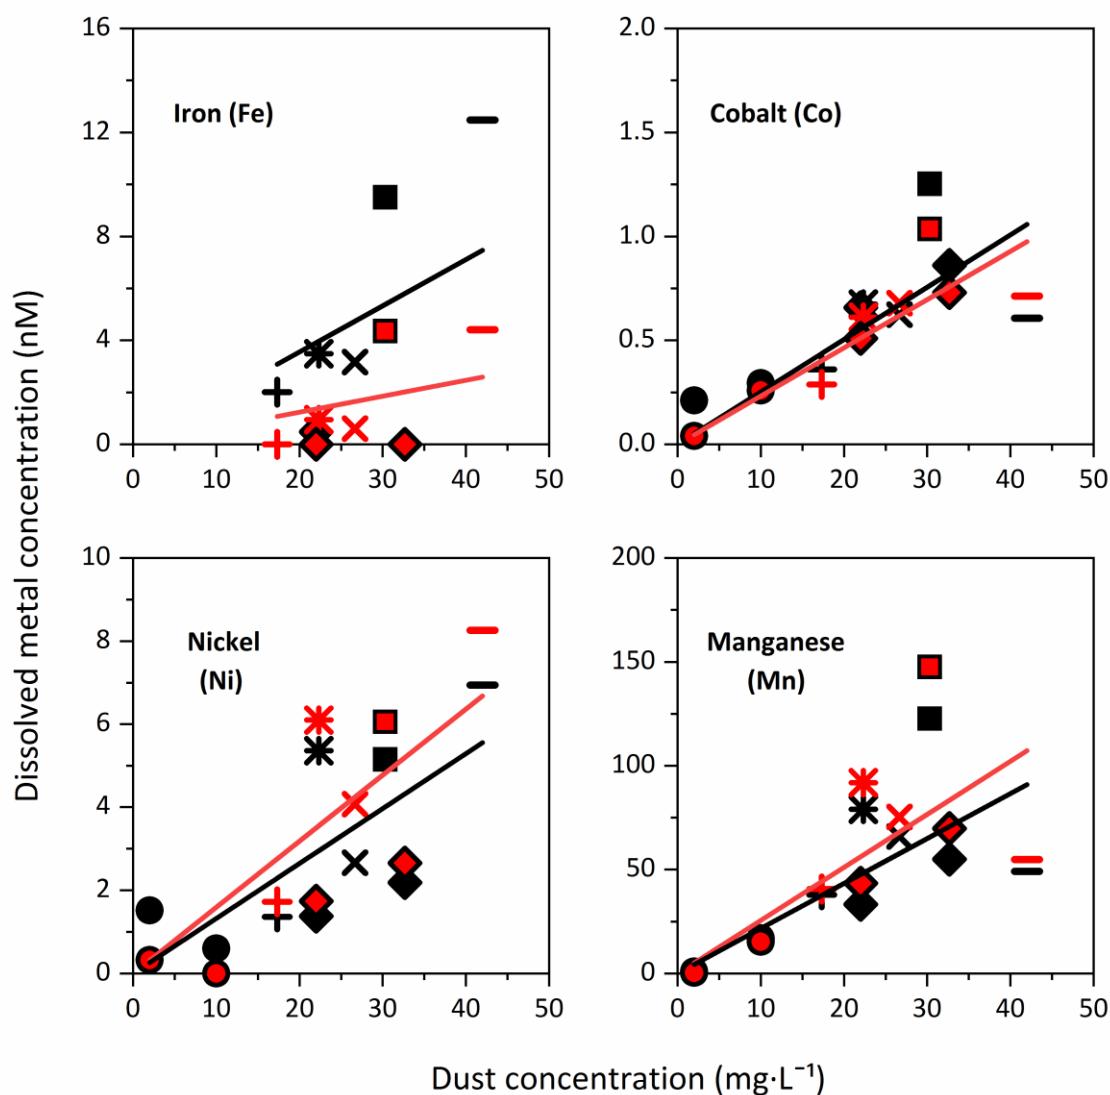 Dissolved metal concentration (nM)
16
12
8
4
0
0 10 20 30 40 50
Iron (Fe)
2.0
1.5
1.0
0.5
0.0
0 10 20 30 40 50
Cobalt (Co)
10
8
6
4
2
0
0 10 20 30 40 50
Nickel
(Ni)
200
150
100
50
0
0 10 20 30 40 50
Manganese
(Mn)
Dust concentration (mg·L⁻¹)